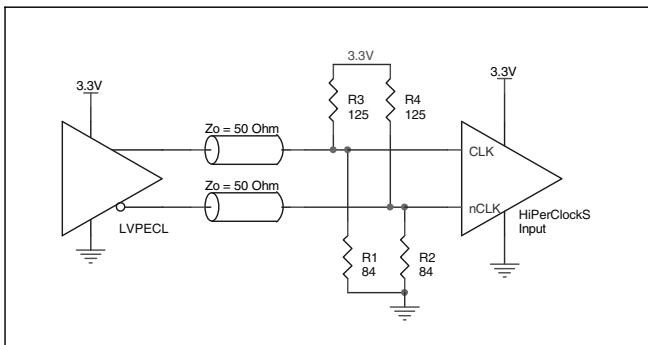 3.3V
3.3V
3.3V
R3
125
R4
125
Zo = 50 Ohm
CLK
Zo = 50 Ohm
nCLK
HiPerClockS
Input
LVPECL
R1
84
R2
84